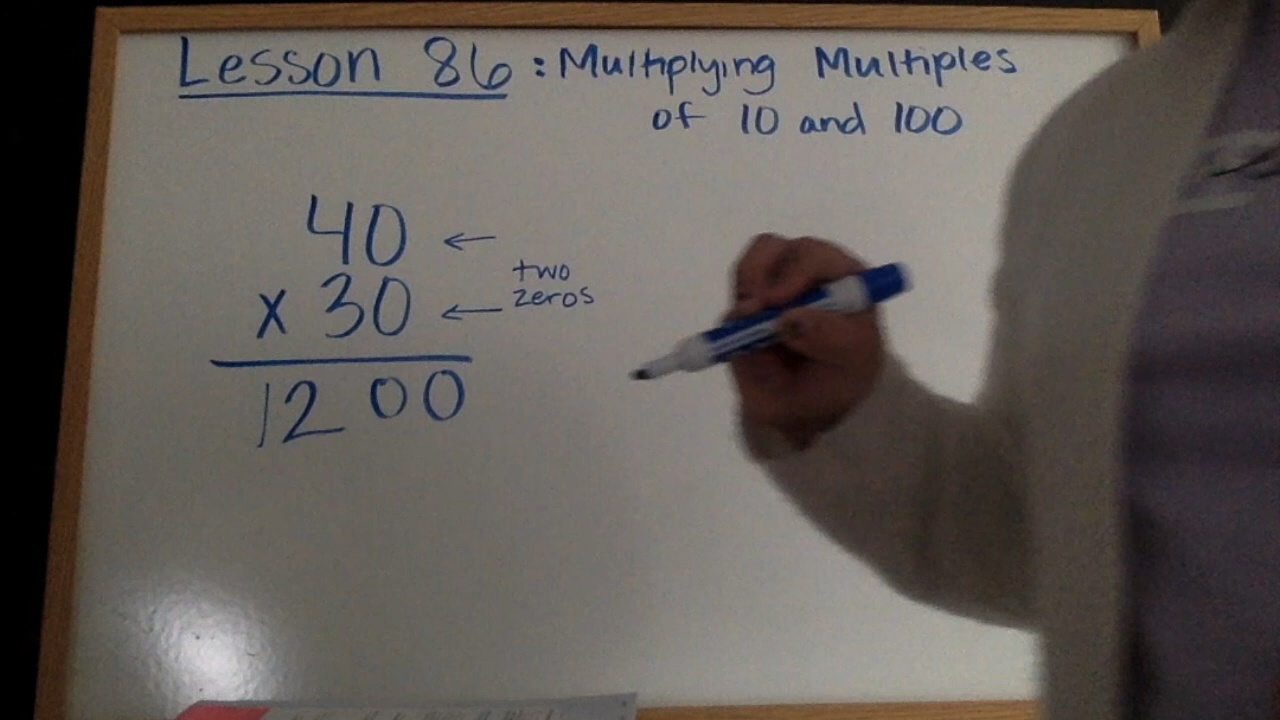 Lesson 86: Multiplying Multiples
of 10 and 100
40 ←
two
x 30 ←
zeros
1200